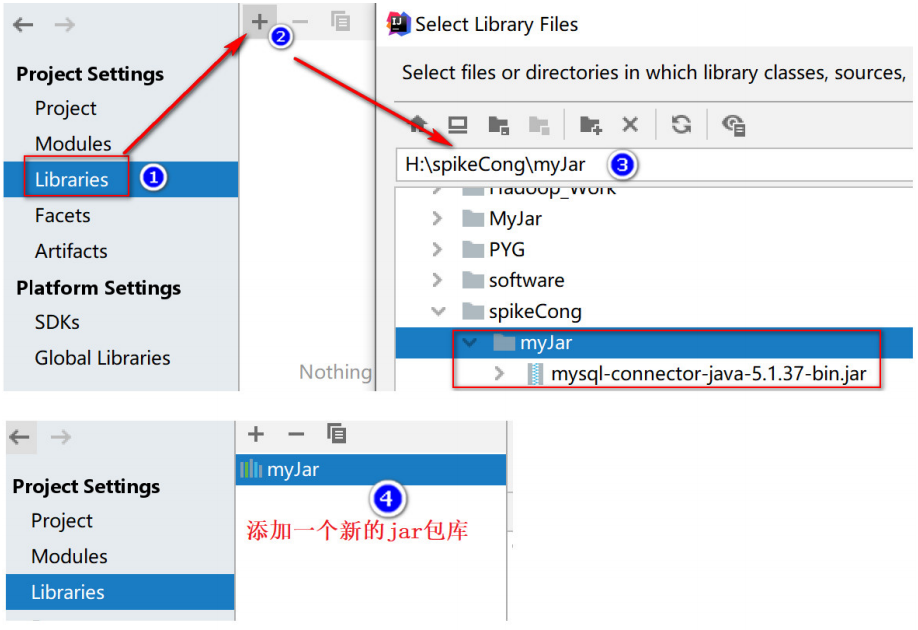 Project Settings
Project
Modules
Libraries
Facets
Artifacts
Platform Settings
SDKs
Global Libraries
1
2
Nothing
Select Library Files
Select files or directories in which library classes, sources,
H:\spikeCong\myJar
3
Hadoop_Work
MyJar
PYG
software
spikeCong
myJar
mysql-connector-java-5.1.37-bin.jar
Project Settings
Project
Modules
Libraries
myJar
4
添加一个新的jar包库